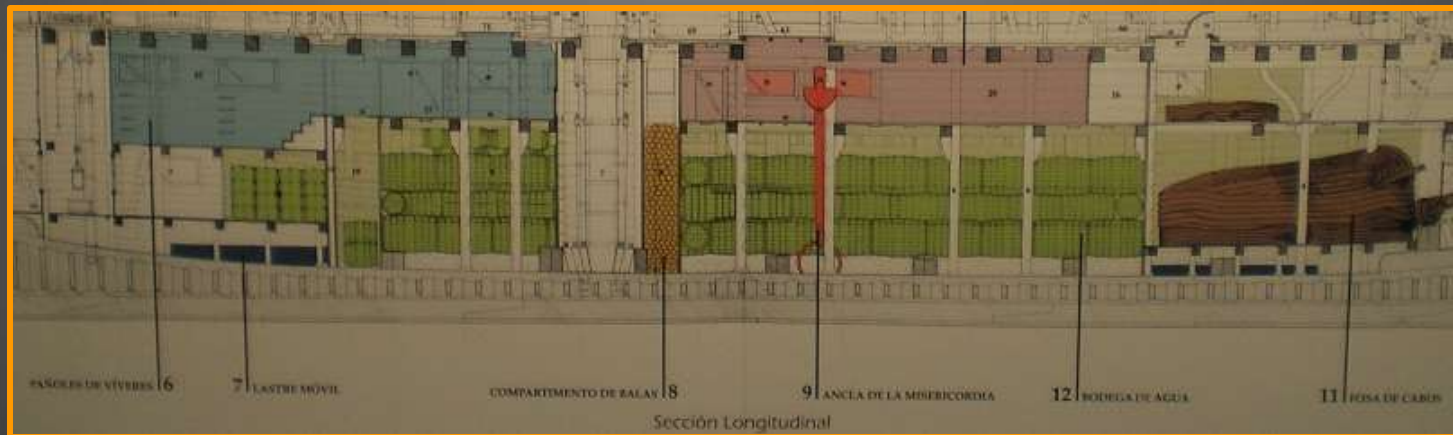 PAÑOLES DE VÍVERES 6
7 LASTRE MÓVIL
COMPARTIMENTO DE BALAS 8
9 ANCLA DE LA MISERICORDIA
12 BODEGA DE AGUA
11 FOSA DE CABOS
Sección Longitudinal